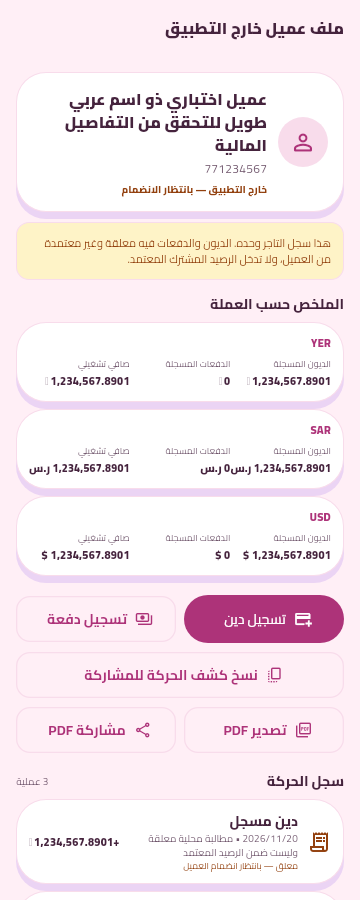 ملف عميل خارج التطبيق
عميل اختباري ذو اسم عربي
طويل للتحقق من التفاصيل
المالية
771234567
خارج التطبيق — بانتظار الانضمام
هذا سجل التاجر وحده. الديون والدفعات فيه معلقة وغير معتمدة
من العميل، ولا تدخل الرصيد المشترك المعتمد.
الملخص حسب العملة
YER
الديون المسجلة الدفعات المسجلة صافي تشغيلي
1,234,567.8901 0 1,234,567.8901
SAR
الديون المسجلة الدفعات المسجلة صافي تشغيلي
1,234,567.8901 ر.س 0 ر.س 1,234,567.8901 ر.س
USD
الديون المسجلة الدفعات المسجلة صافي تشغيلي
1,234,567.8901 $ 0 $ 1,234,567.8901 $
تسجيل دين تسجيل دفعة
نسخ كشف الحركة للمشاركة
تصدير PDF مشاركة PDF
سجل الحركة 3 عملية
دين مسجل
2026/11/20 • مطالبة محلية معلقة
وليست ضمن الرصيد المعتمد
معلق — بانتظار انضمام العميل
+1,234,567.8901